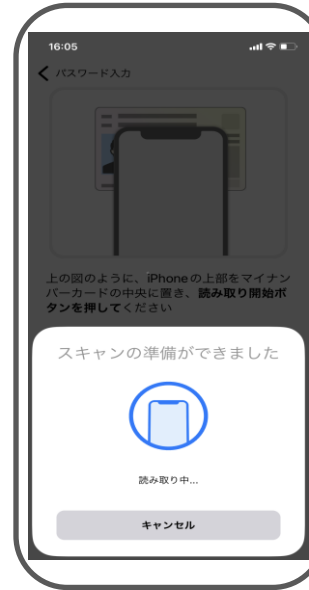 16:05
パスワード入力
上の図のように、iPhoneの上部をマイナン
バーカードの中央に置き、読み取り開始ボ
タンを押してください
スキャンの準備ができました
読み取り中...
キャンセル